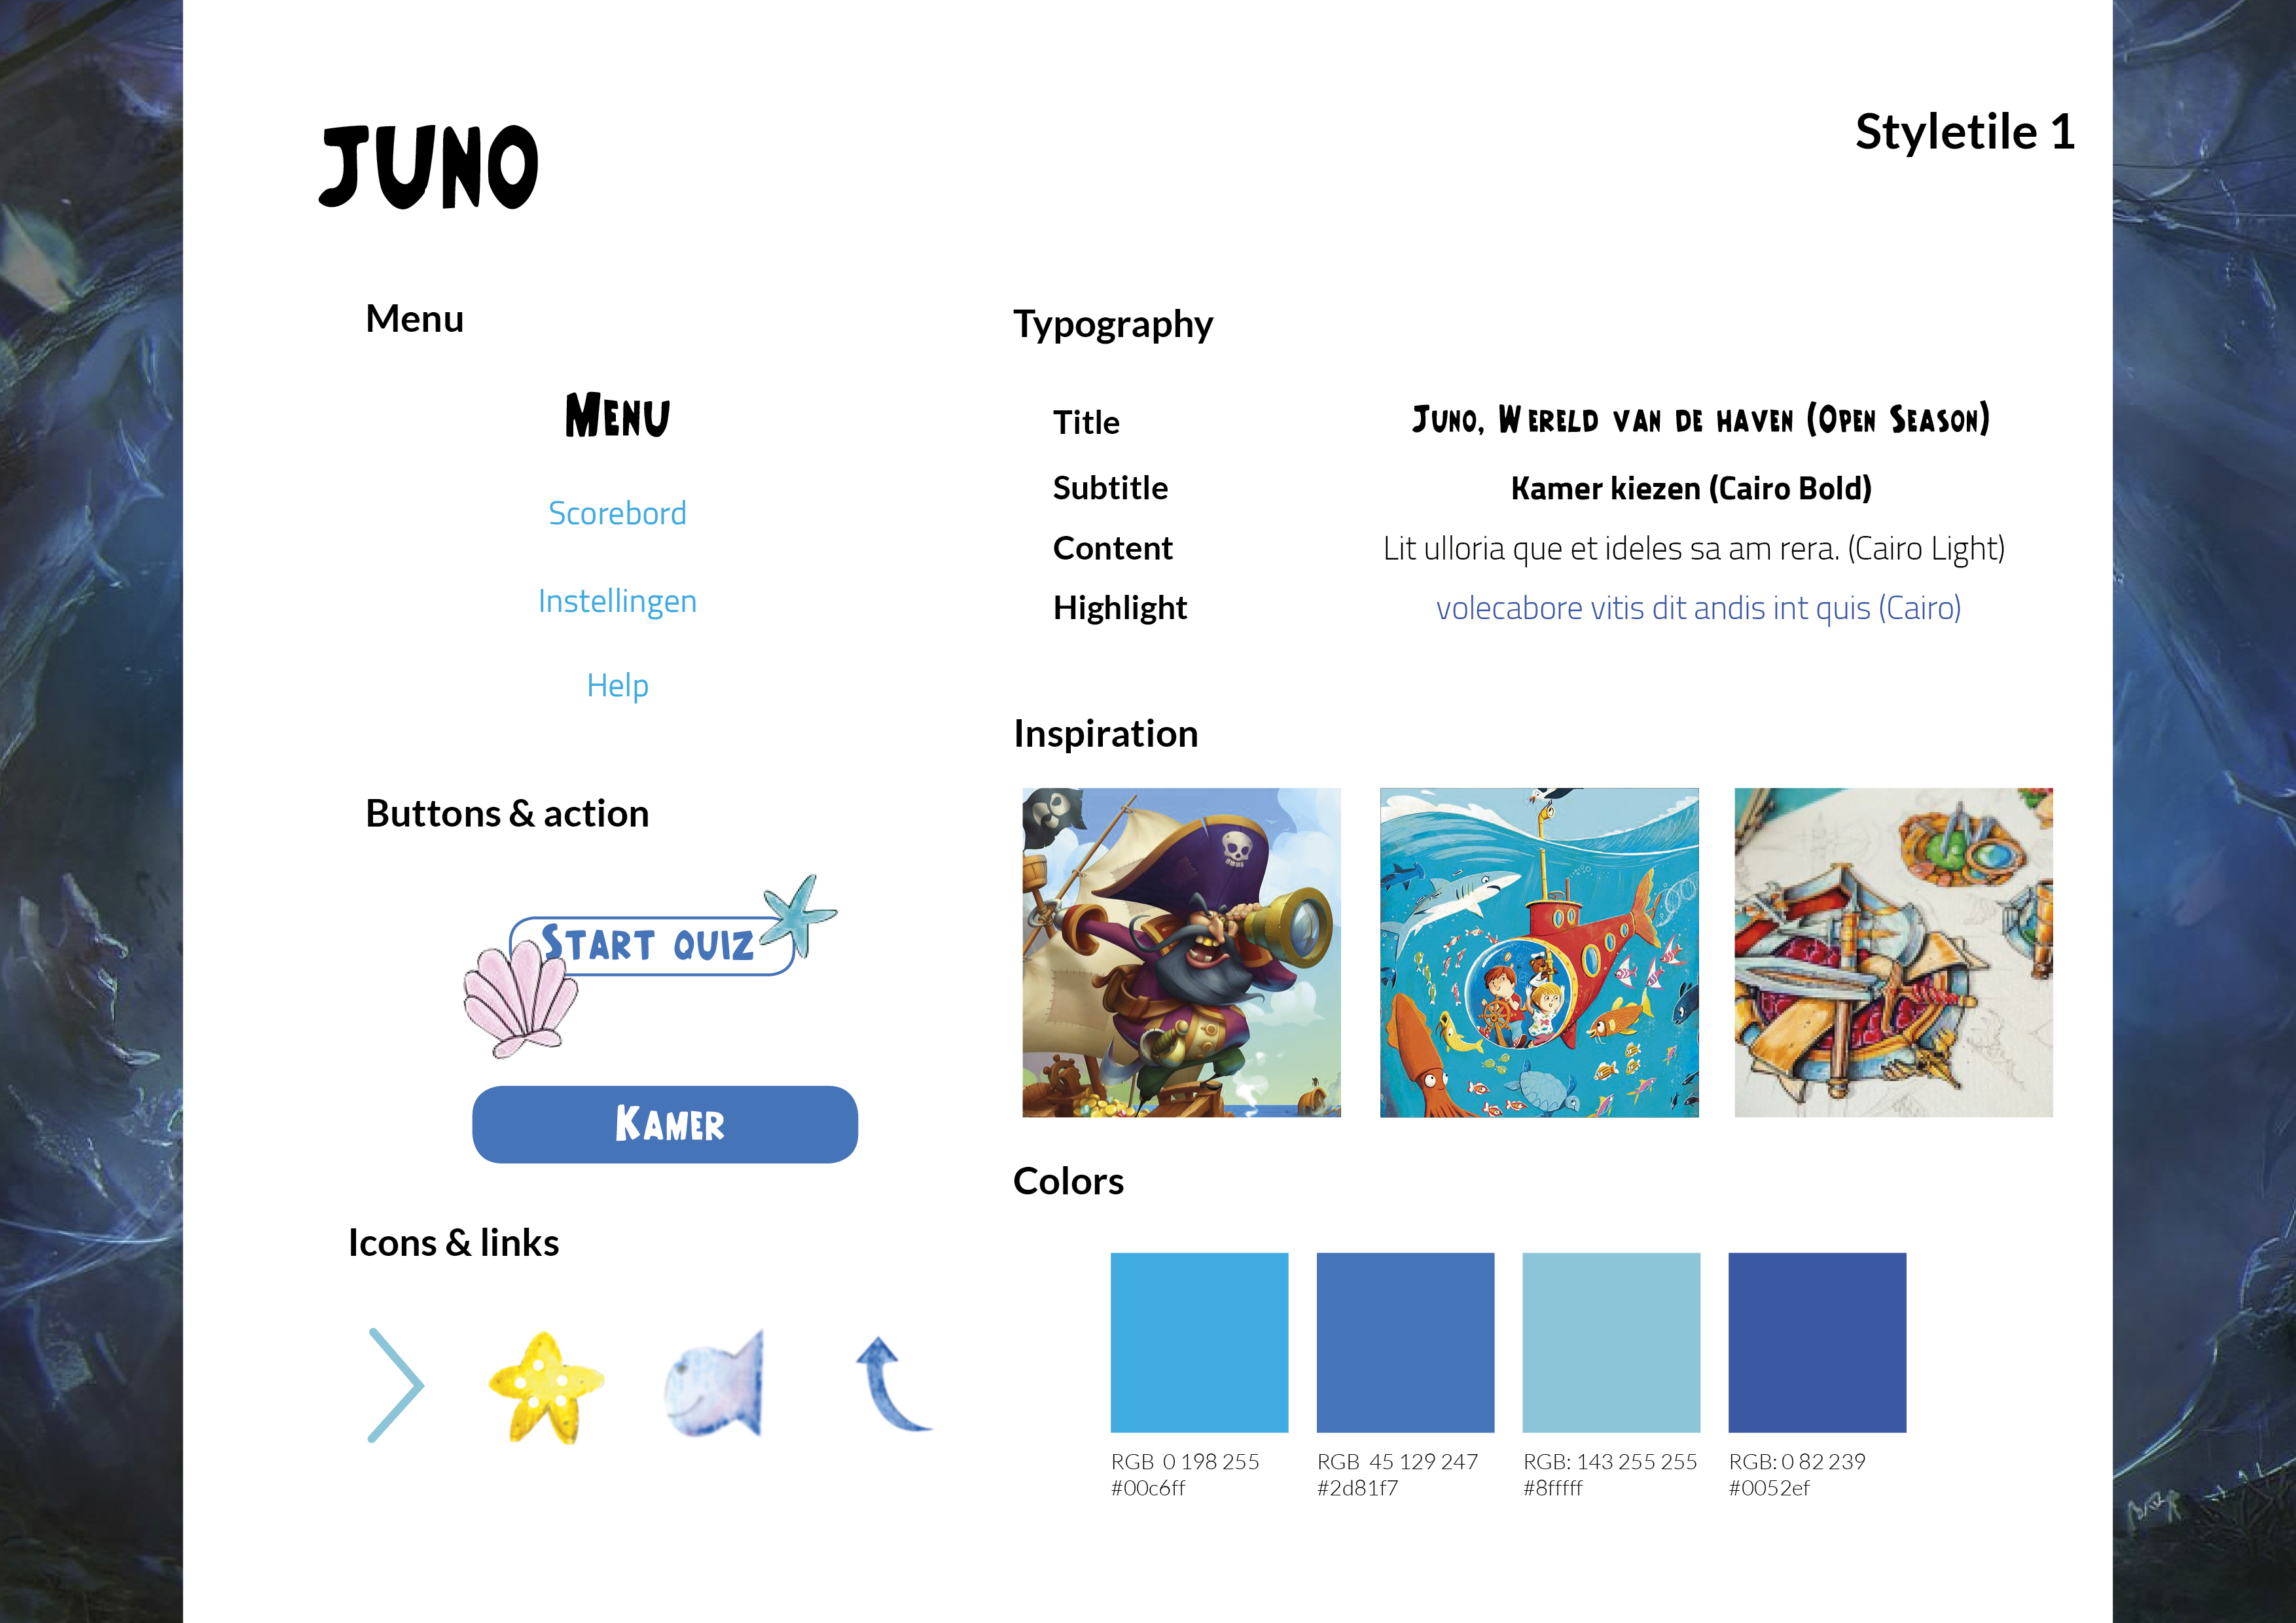 JUNO
Styletile 1
Menu
Menu
Scorebord
Instellingen
Help
Buttons & action
Start quiz
Kamer
Icons & links
Typography
Title
Juno, Wereld van de haven (Open Season)
Subtitle
Kamer kiezen (Cairo Bold)
Content
Lit ulloria que et ideles sa am rera. (Cairo Light)
Highlight
volecabore vitis dit andis int quis (Cairo)
Inspiration
Colors
RGB 0 198 255
#00c6ff
RGB 45 129 247
#2d81f7
RGB: 143 255 255
#8fffff
RGB: 0 82 239
#0052ef